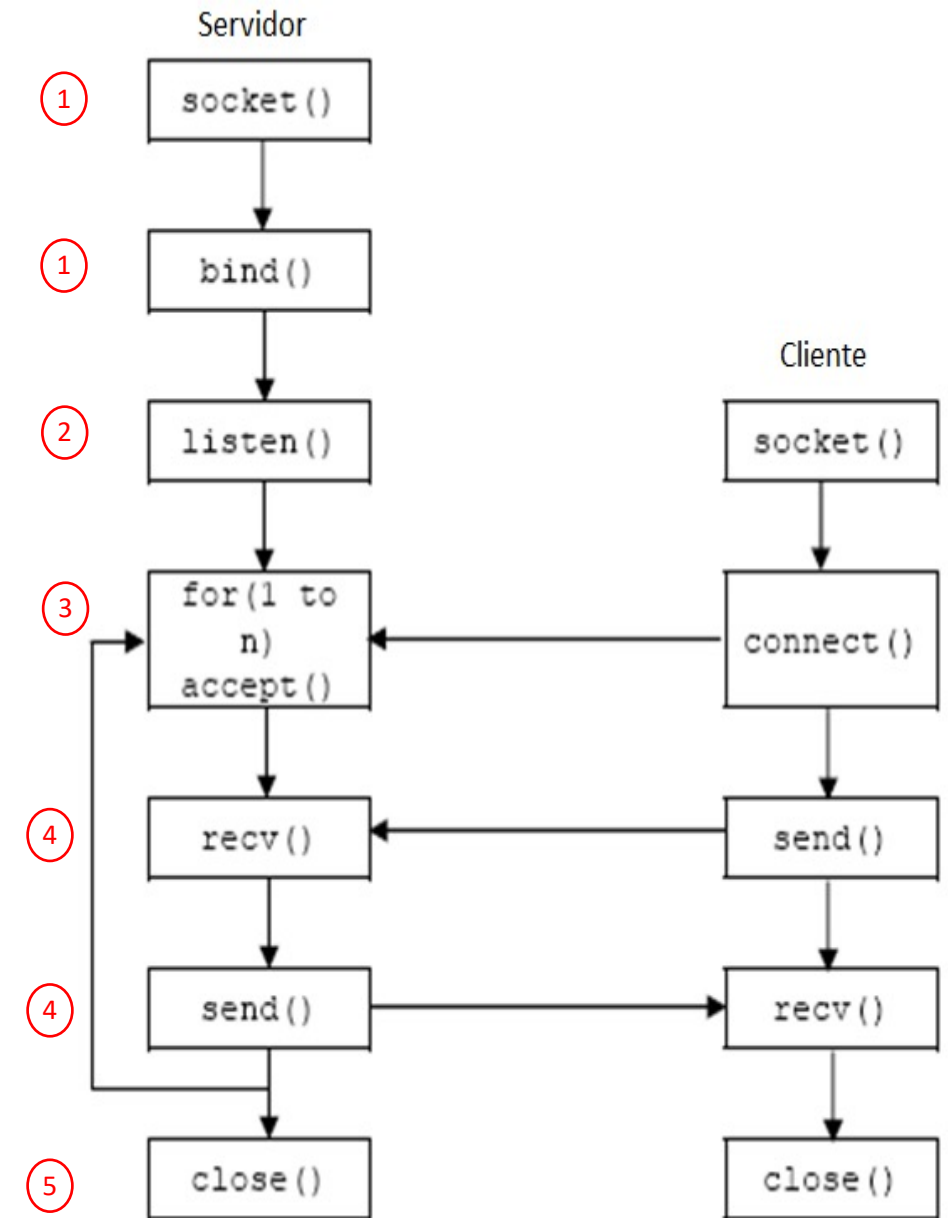 Servidor
1
socket()
1
bind()
2
listen()
3
for(1 to
n)
accept()
4
recv()
4
send()
5
close()
Cliente
socket()
connect()
send()
recv()
close()